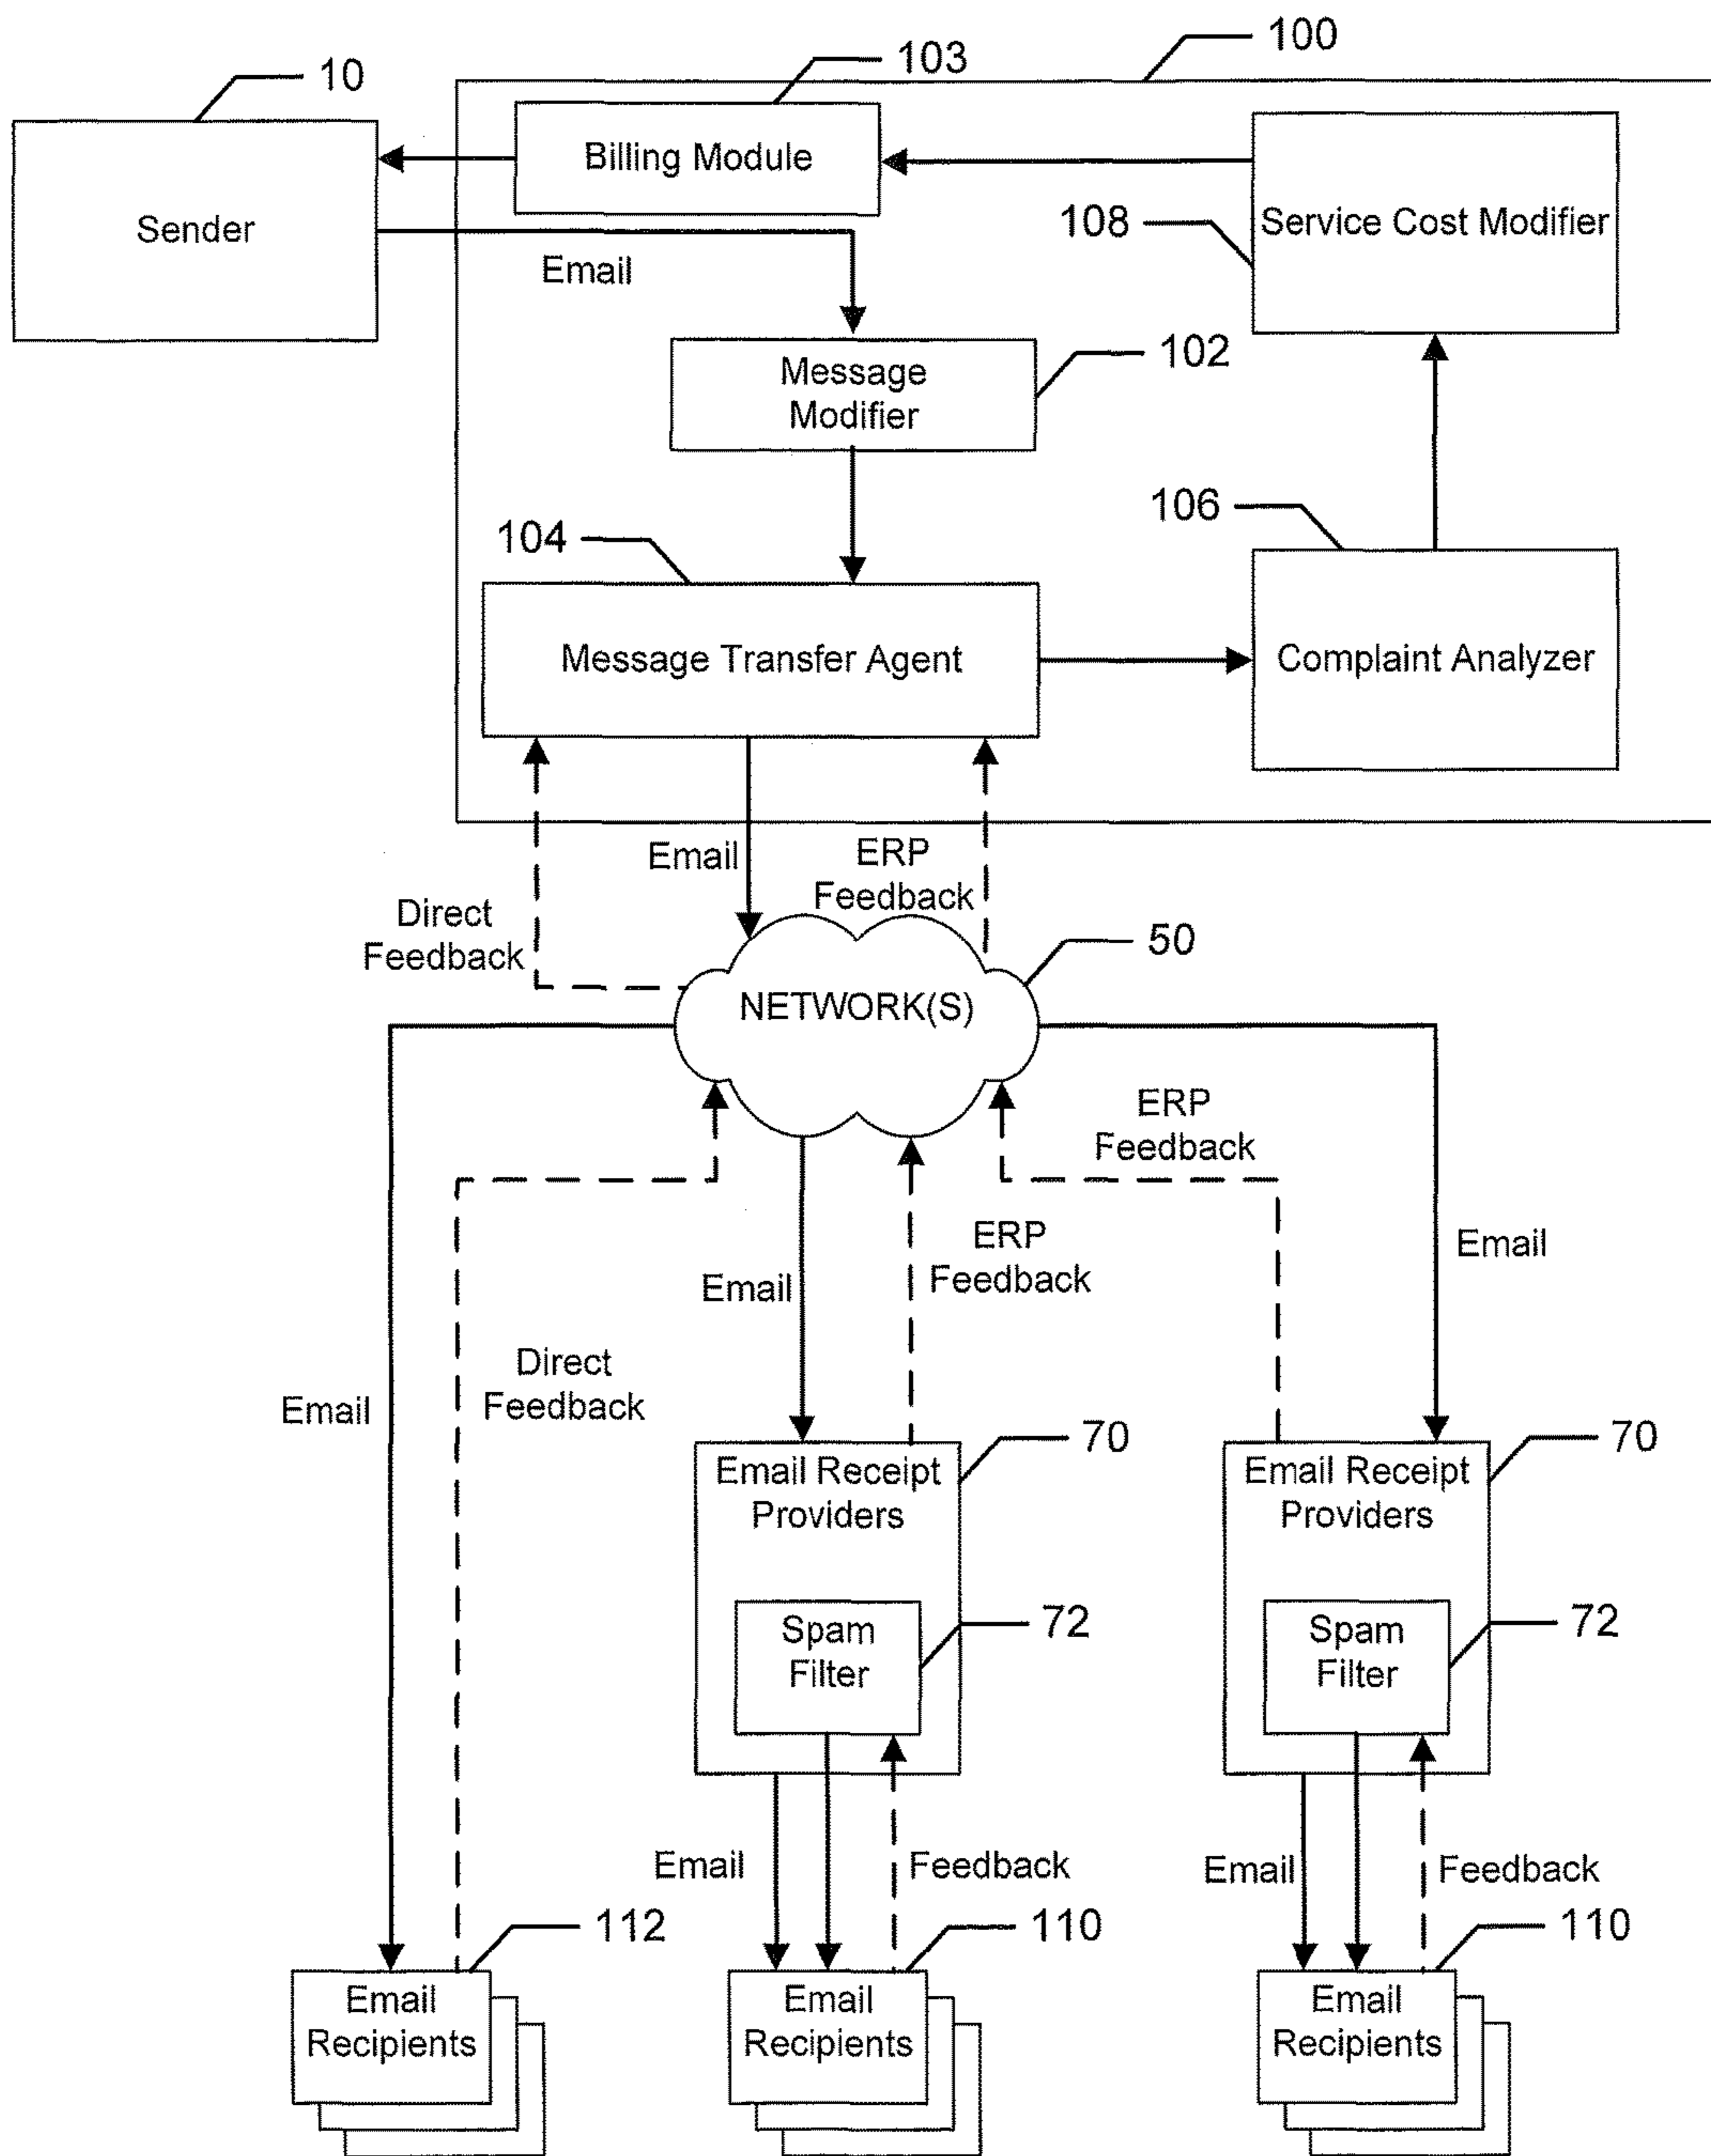 100
103
10
Billing Module
Sender
108
Service Cost Modifier
Email
Message
Modifier
102
106
104
Message Transfer Agent
Complaint Analyzer
Email
ERP
Feedback
Direct
Feedback
50
NETWORK(S)
ERP
Feedback
ERP
Feedback
Email
Email
Direct
Feedback
Email
70
70
Email Receipt
Providers
Email Receipt
Providers
72
72
Spam
Filter
Spam
Filter
Email
Feedback
Email
Feedback
112
110
110
Email
Recipients
Email
Recipients
Email
Recipients